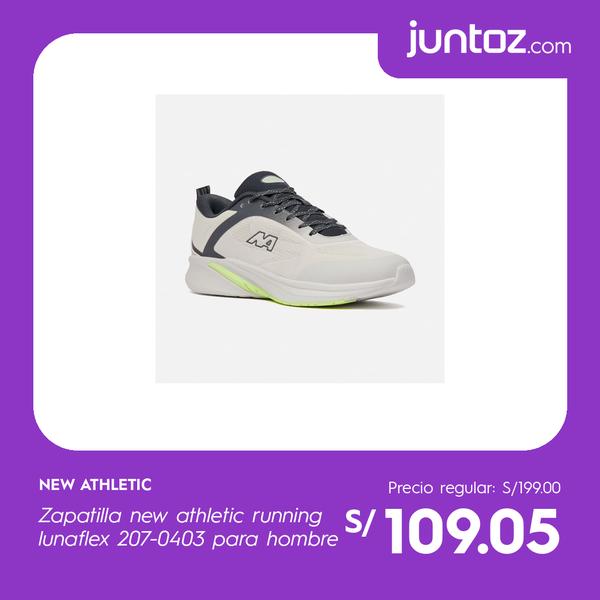 juntoz.com
NA
NEW ATHLETIC
Zapatilla new athletic running
lunaflex 207-0403 para hombre
Precio regular: S/199.00
S/ 109.05